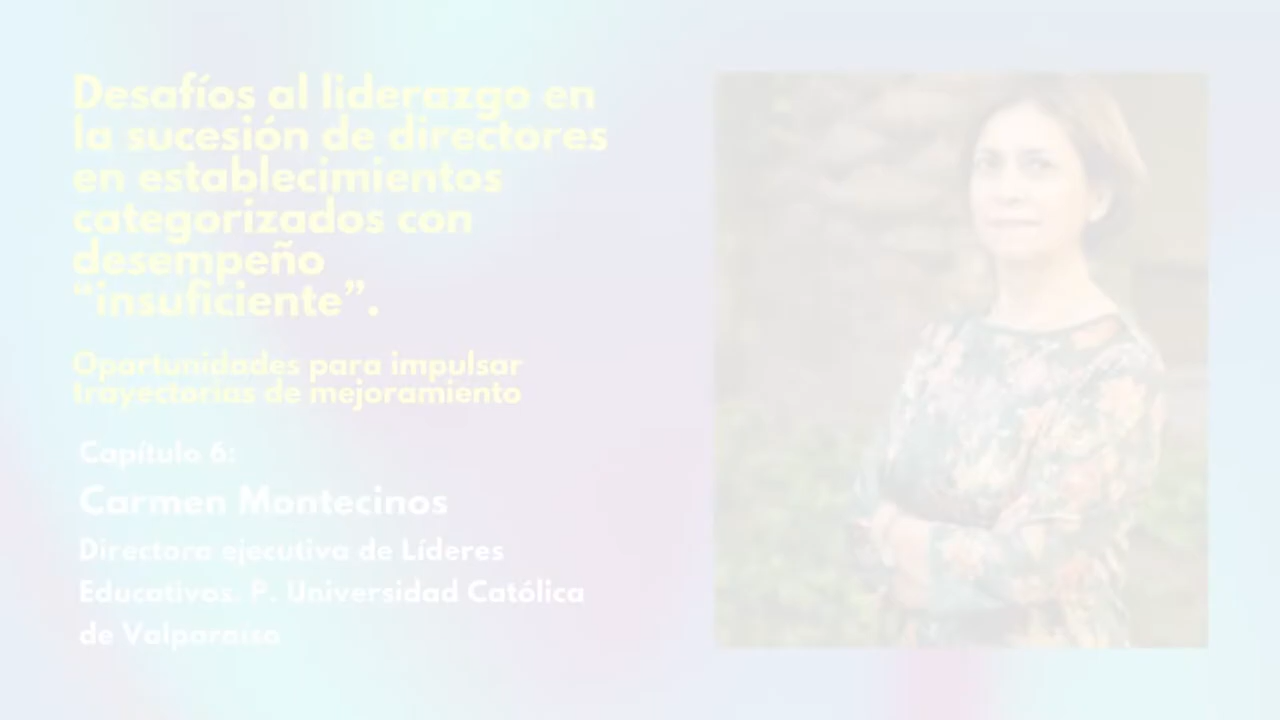 Desafíos al liderazgo en
la sucesión de directores
en establecimientos
categorizados con
desempeño
“insuficiente”.
Oportunidades para impulsar
trayectorias de mejoramiento
Capítulo 6:
Carmen Montecinos
Directora ejecutiva de Líderes
Educativos. P. Universidad Católica
de Valparaíso